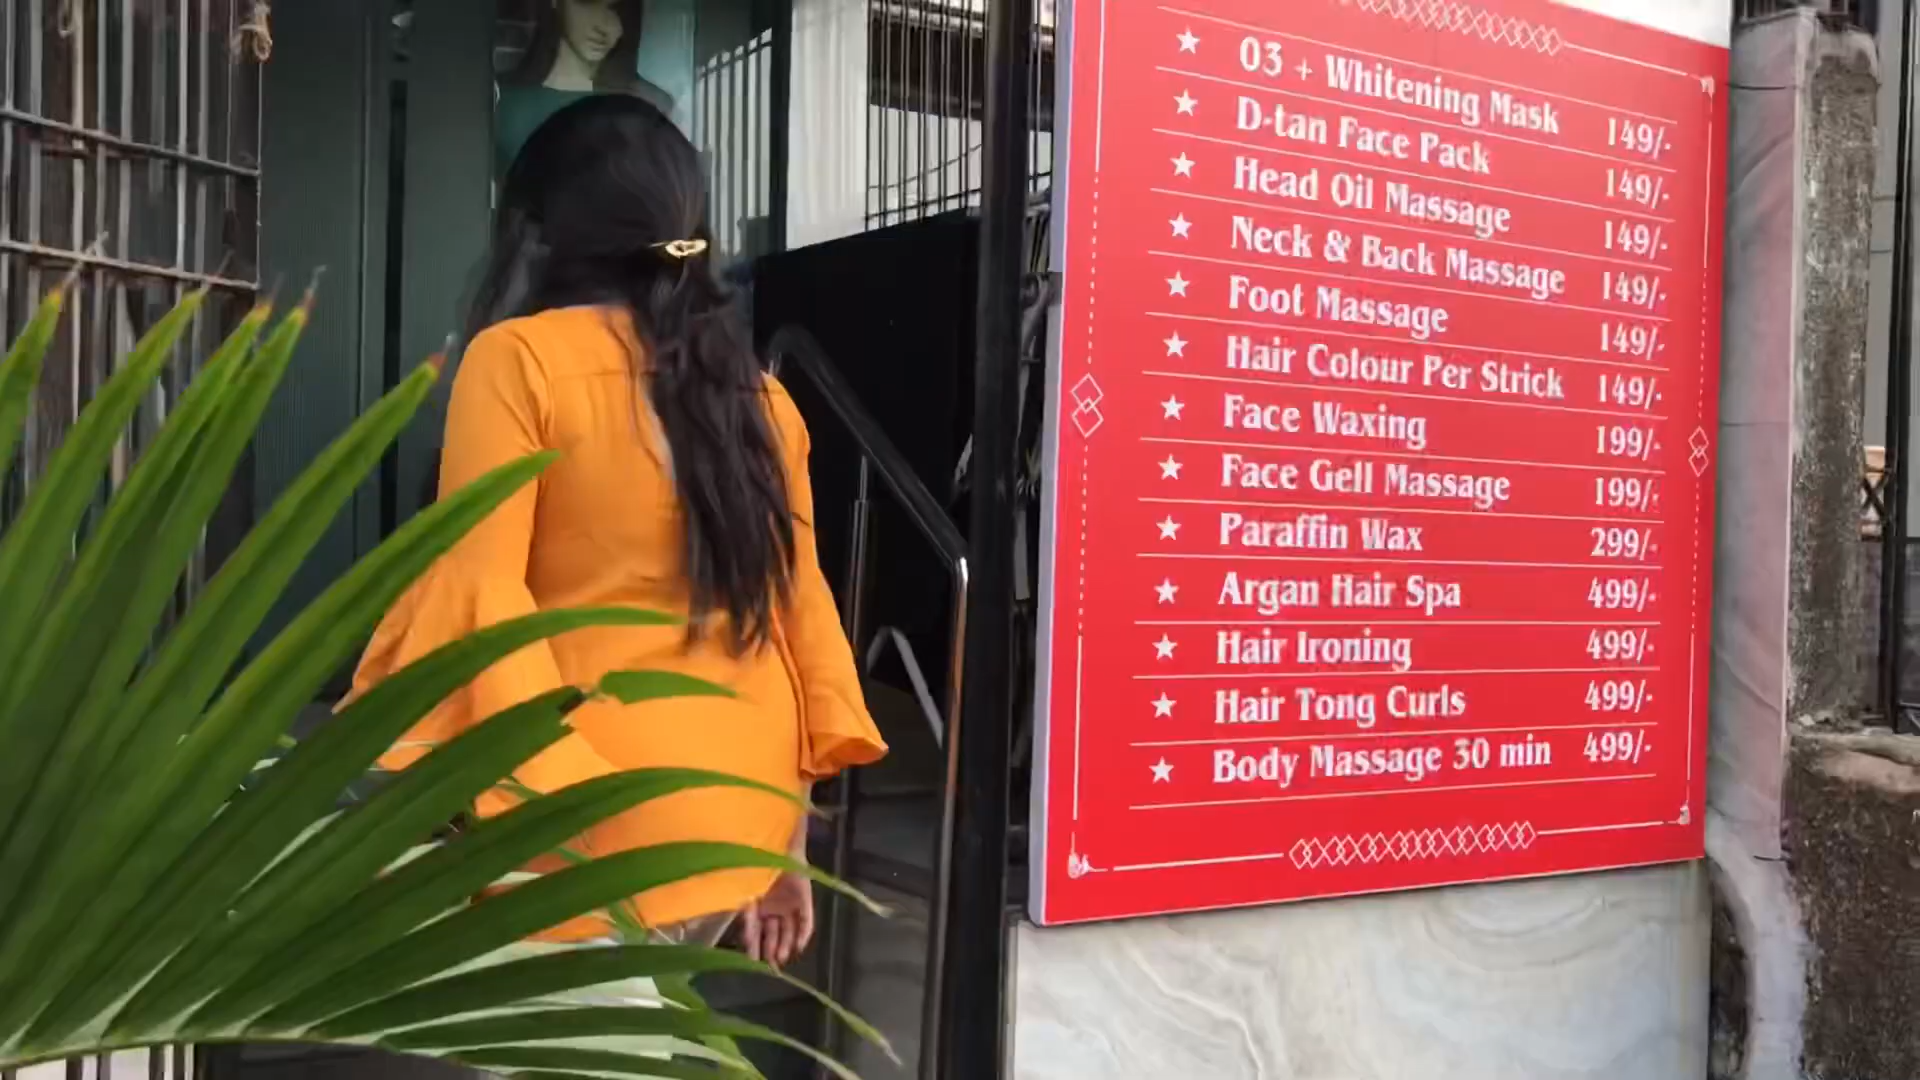 ★ 03 + Whitening Mask 149/-
★ D-tan Face Pack 149/-
★ Head Oil Massage 149/-
★ Neck & Back Massage 149/-
★ Foot Massage 149/-
★ Hair Colour Per Strick 149/-
★ Face Waxing 199/-
★ Face Gell Massage 199/-
★ Paraffin Wax 299/-
★ Argan Hair Spa 499/-
★ Hair Ironing 499/-
★ Hair Tong Curls 499/-
★ Body Massage 30 min 499/-